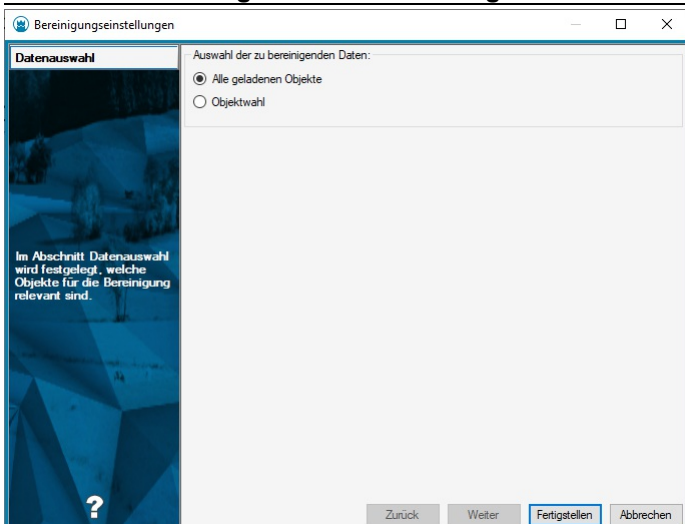 Bereinigungseinstellungen
Datenauswahl
Auswahl der zu bereinigenden Daten:
Alle geladenen Objekte
Objektwahl
Im Abschnitt Datenauswahl
wird festgelegt, welche
Objekte für die Bereinigung
relevant sind.
?
Zurück
Weiter
Fertigstellen
Abbrechen